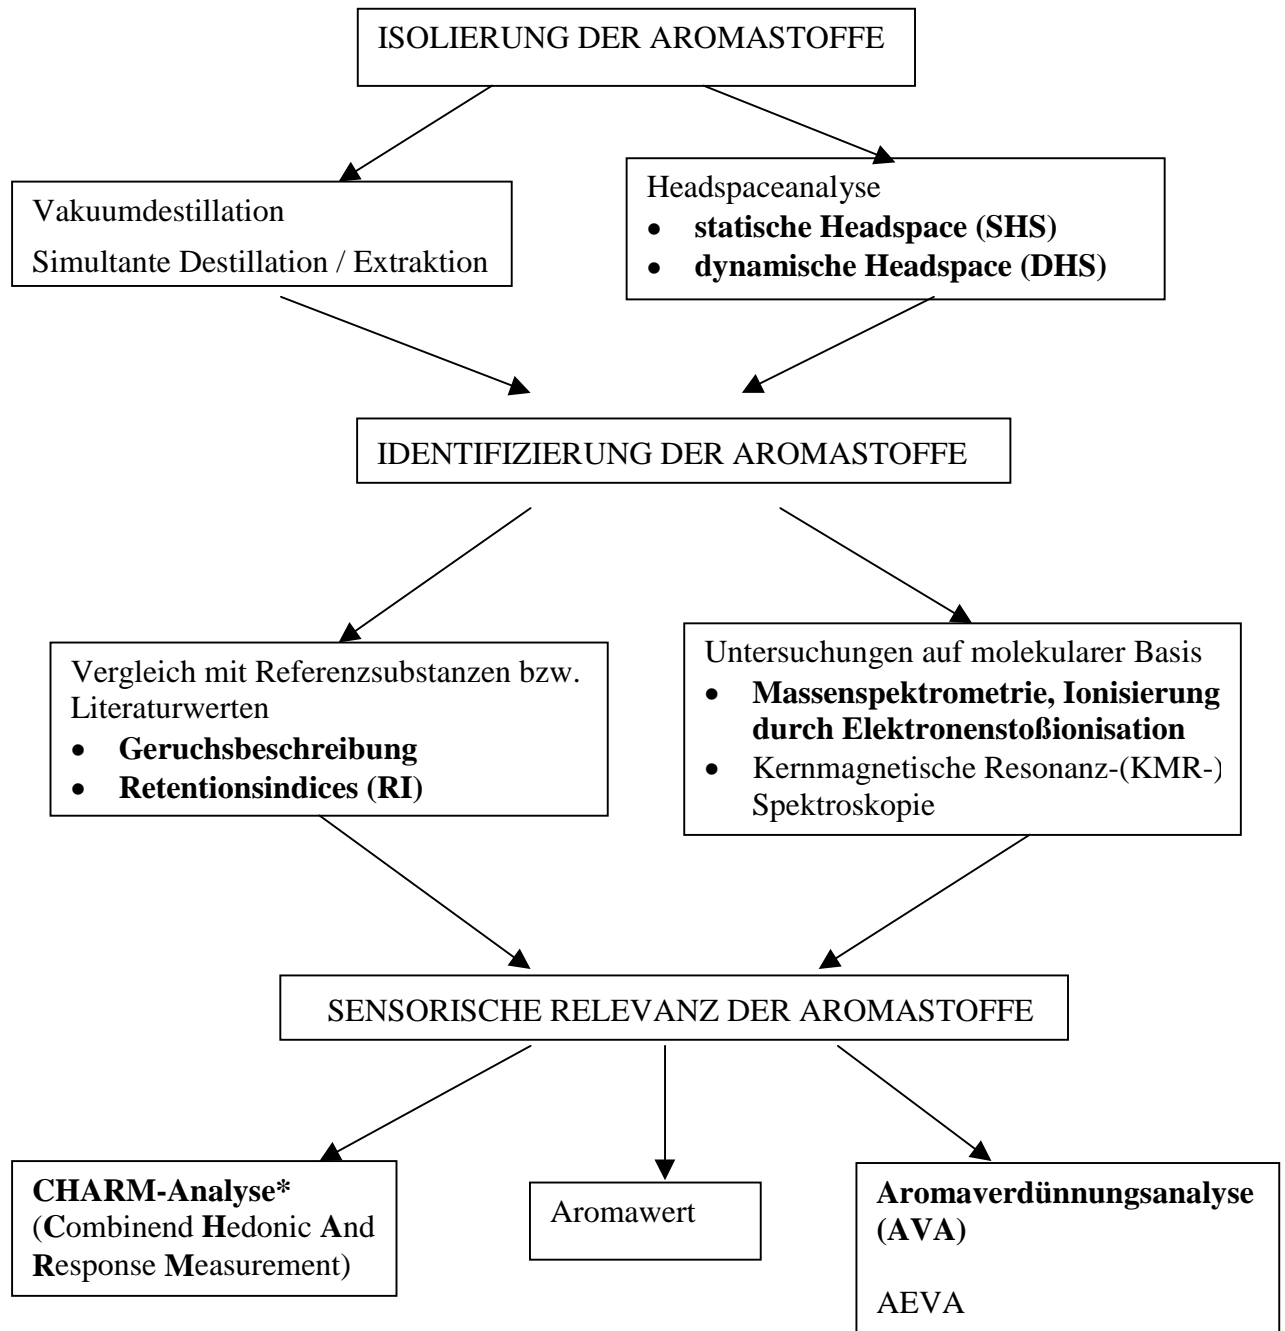 ISOLIERUNG DER AROMASTOFFE
Vakuumdestillation
Simultante Destillation / Extraktion
Headspaceanalyse
• statische Headspace (SHS)
• dynamische Headspace (DHS)
IDENTIFIZIERUNG DER AROMASTOFFE
Vergleich mit Referenzsubstanzen bzw.
Literaturwerten
• Geruchsbeschreibung
• Retentionsindices (RI)
Untersuchungen auf molekularer Basis
• Massenspektrometrie, Ionisierung
durch Elektronenstoßionisation
• Kernmagnetische Resonanz-(KMR-)
Spektroskopie
SENSORISCHE RELEVANZ DER AROMASTOFFE
CHARM-Analyse*
(Combinend Hedonic And
Response Measurement)
Aromawert
Aromaverdünnungsanalyse
(AVA)
AEVA